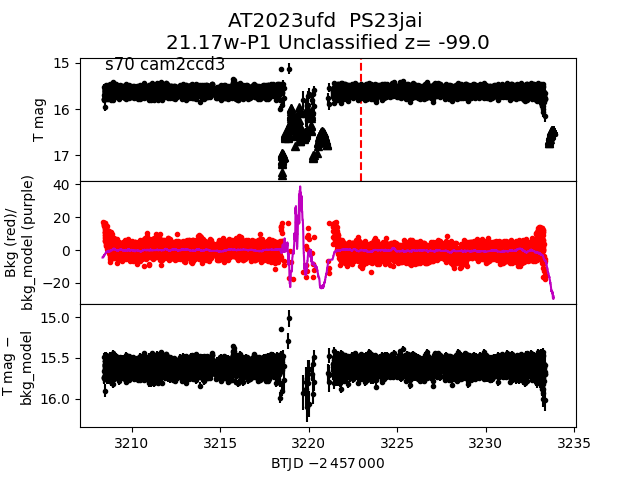 AT2023ufd  PS23jai
21.17w-P1 Unclassified z= -99.0
s70 cam2ccd3
15
16
17
T mag
40
20
0
−20
Bkg (red)/
bkg_model (purple)
15.0
15.5
16.0
T mag −
bkg_model
3210
3215
3220
3225
3230
3235
BTJD −2 457 000